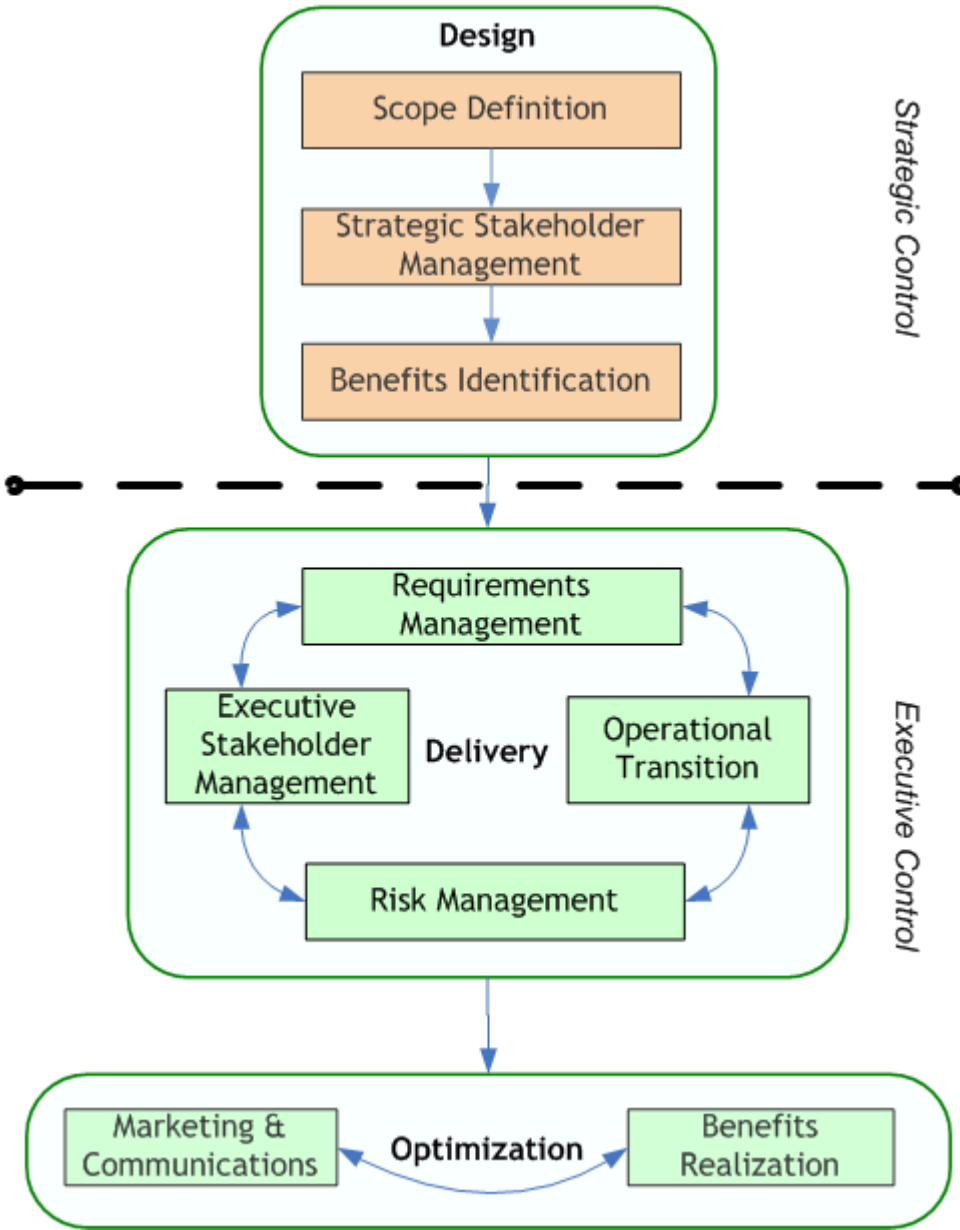 Design
Scope Definition
Strategic Stakeholder
Management
Benefits Identification
Strategic Control
Requirements
Management
Executive
Stakeholder
Management
Delivery
Operational
Transition
Risk Management
Executive Control
Marketing &
Communications
Optimization
Benefits
Realization